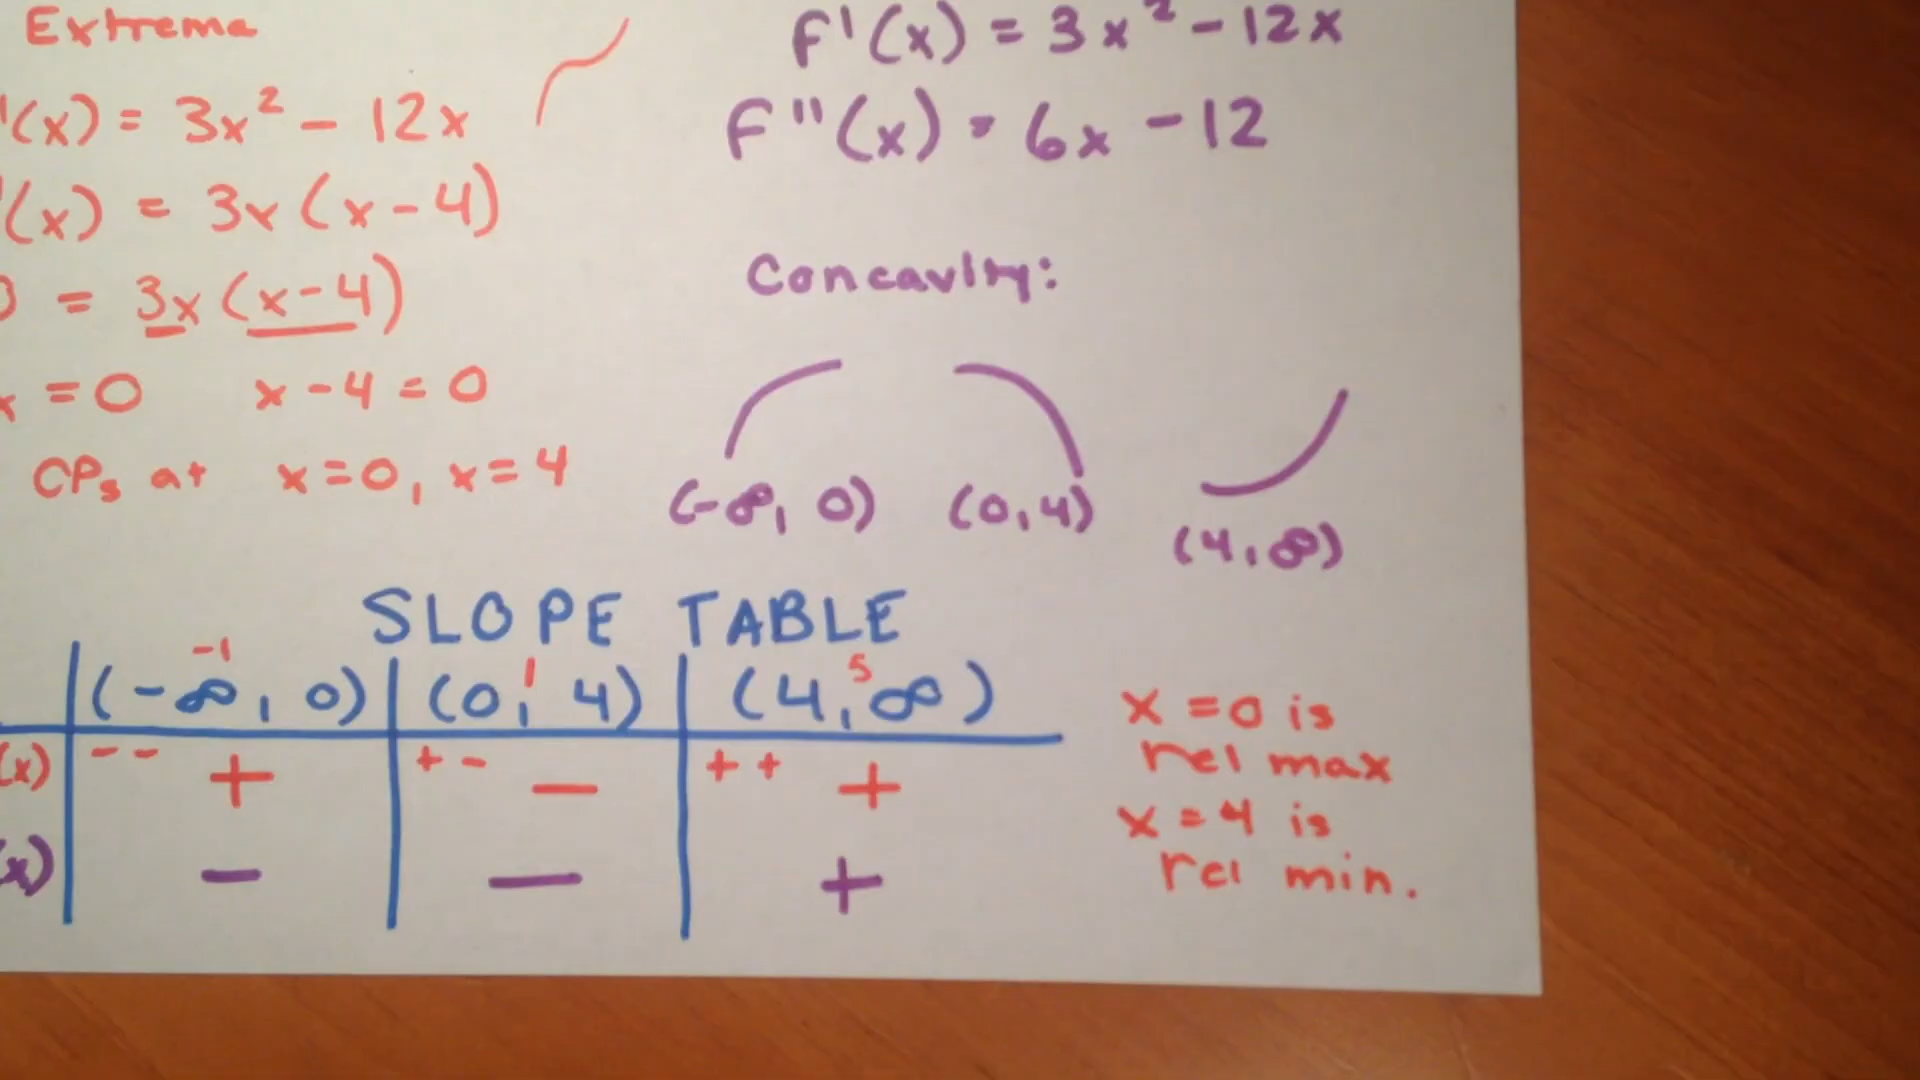 Extrema
'(x) = 3x² - 12x
'(x) = 3x(x-4)
= 3x(x-4)
x = 0 x - 4 = 0
CPs at x = 0, x = 4
F'(x) = 3x² - 12x
F''(x) = 6x - 12
Concavity:
(-∞, 0) (0,4) (4,∞)
SLOPE TABLE
-1 1 5
(-∞, 0) (0, 4) (4, ∞)
(x) - - + + - - + + +
(x) - - +
x = 0 is
rel max
x = 4 is
rel min.